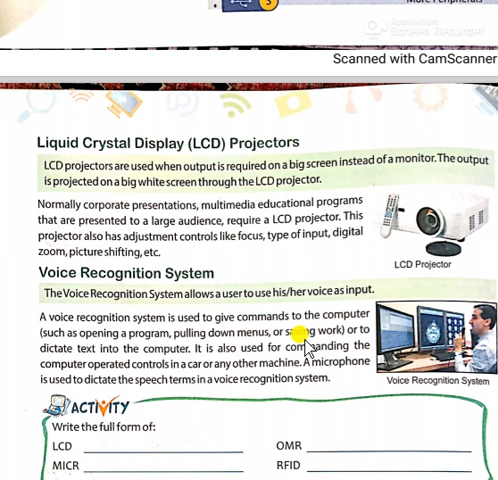 More Peripherals
5
Screen Recorder
Scanned with CamScanner
Liquid Crystal Display (LCD) Projectors
LCD projectors are used when output is required on a big screen instead of a monitor. The output
is projected on a big white screen through the LCD projector.
Normally corporate presentations, multimedia educational programs
that are presented to a large audience, require a LCD projector. This
projector also has adjustment controls like focus, type of input, digital
zoom, picture shifting, etc.
LCD Projector
Voice Recognition System
The Voice Recognition System allows a user to use his/her voice as input.
A voice recognition system is used to give commands to the computer
(such as opening a program, pulling down menus, or saving work) or to
dictate text into the computer. It is also used for commanding the
computer operated controls in a car or any other machine. A microphone
is used to dictate the speech terms in a voice recognition system.
Voice Recognition System
ACTIVITY
Write the full form of:
LCD
OMR
MICR
RFID